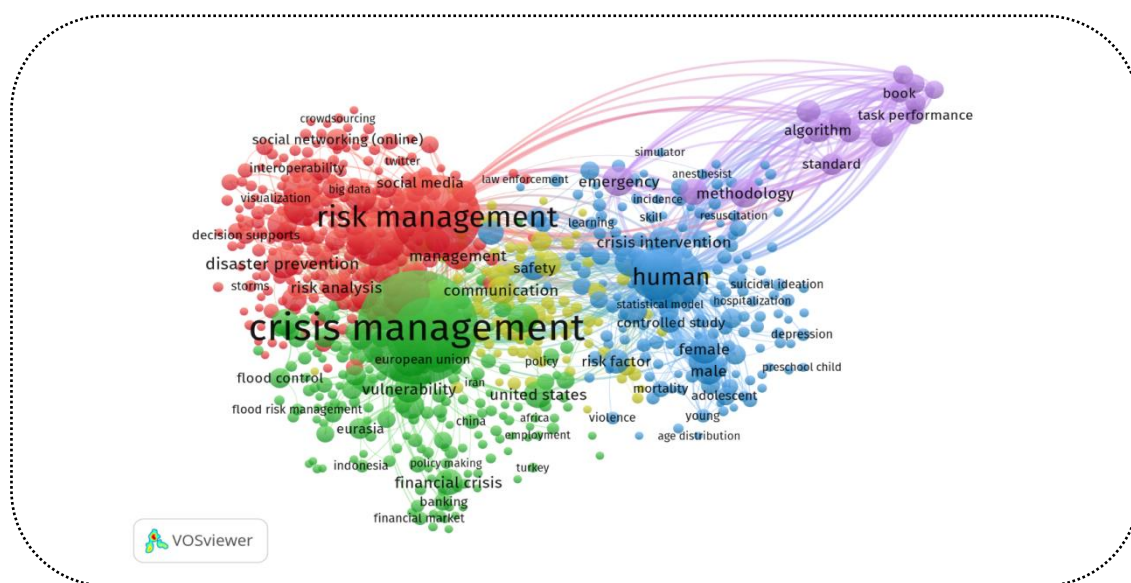 book
task performance
crowdsourcing
algorithm
social networking (online)
simulator
twitter
standard
interoperability
anesthesist
law enforcement
emergency
social media
big data
methodology
visualization
incidence
risk management
skill
resuscitation
learning
decision supports
crisis intervention
management
disaster prevention
safety
human
storms
risk analysis
communication
suicidal ideation
statistical model
hospitalization
crisis management
controlled study
depression
female
european union
policy
risk factor
preschool child
male
flood control
iran
vulnerability
mortality
united states
adolescent
flood risk management
africa
violence
young
china
eurasia
employment
age distribution
indonesia
policy making
turkey
financial crisis
banking
financial market
VOSviewer